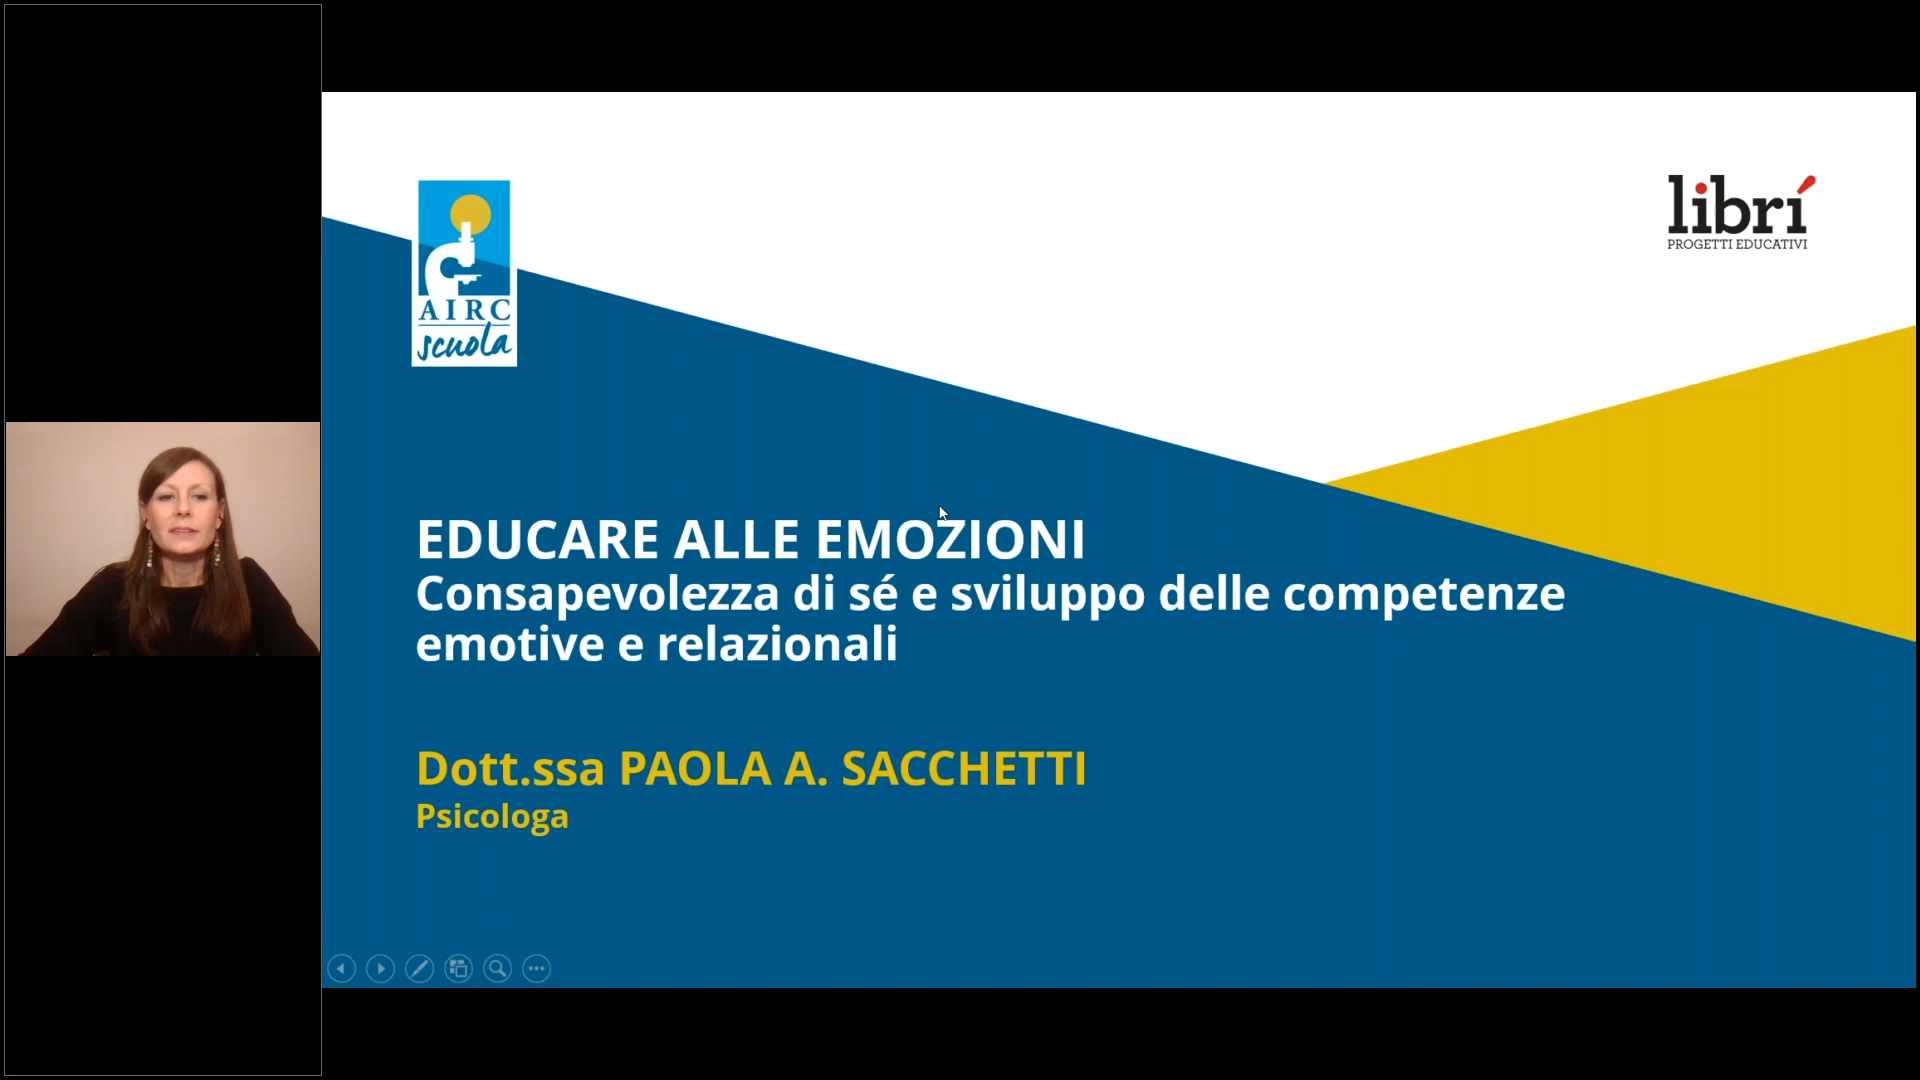 AIRC
scuola
librí
PROGETTI EDUCATIVI
EDUCARE ALLE EMOZIONI
Consapevolezza di sé e sviluppo delle competenze
emotive e relazionali
Dott.ssa PAOLA A. SACCHETTI
Psicologa